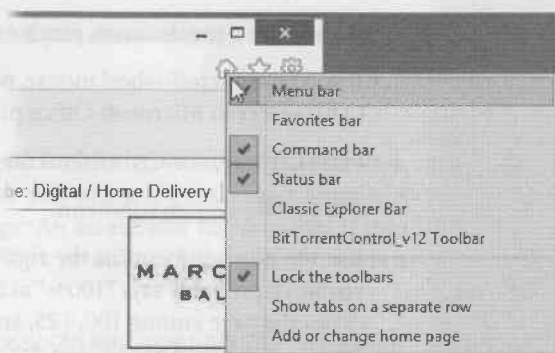 Menu bar
Favorites bar
Command bar
Status bar
e: Digital / Home Delivery
Classic Explorer Bar
BitTorrentControl_v12 Toolbar
MARC
BAL
Lock the toolbars
Show tabs on a separate row
Add or change home page